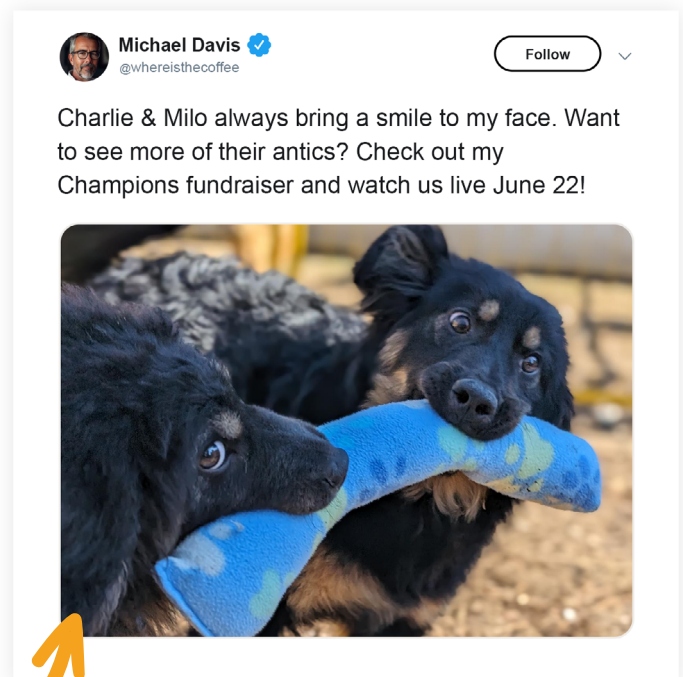 Michael Davis
Follow
@whereisthecoffee
Charlie & Milo always bring a smile to my face. Want
to see more of their antics? Check out my
Champions fundraiser and watch us live June 22!